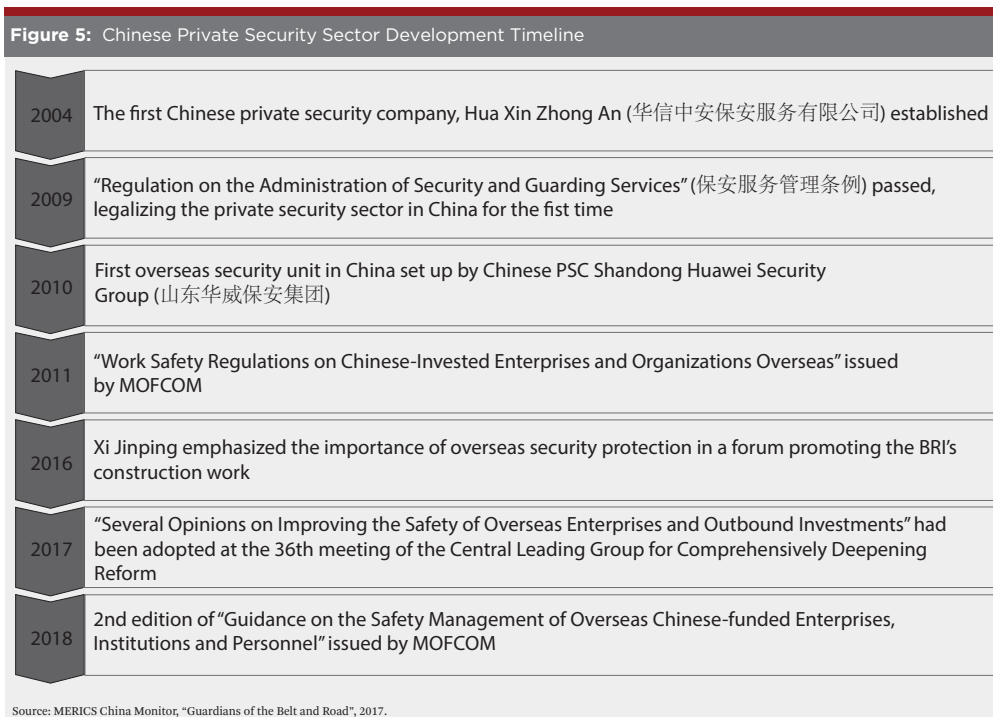 Figure 5: Chinese Private Security Sector Development Timeline
2004
The first Chinese private security company, Hua Xin Zhong An (华信中安保安服务有限公司) established
2009
“Regulation on the Administration of Security and Guarding Services” (保安服务管理条例) passed,
legalizing the private security sector in China for the fist time
2010
First overseas security unit in China set up by Chinese PSC Shandong Huawei Security
Group (山东华威保安集团)
2011
“Work Safety Regulations on Chinese-Invested Enterprises and Organizations Overseas” issued
by MOFCOM
2016
Xi Jinping emphasized the importance of overseas security protection in a forum promoting the BRI’s
construction work
2017
“Several Opinions on Improving the Safety of Overseas Enterprises and Outbound Investments” had
been adopted at the 36th meeting of the Central Leading Group for Comprehensively Deepening
Reform
2018
2nd edition of “Guidance on the Safety Management of Overseas Chinese-funded Enterprises,
Institutions and Personnel” issued by MOFCOM
Source: MERICS China Monitor, “Guardians of the Belt and Road”, 2017.